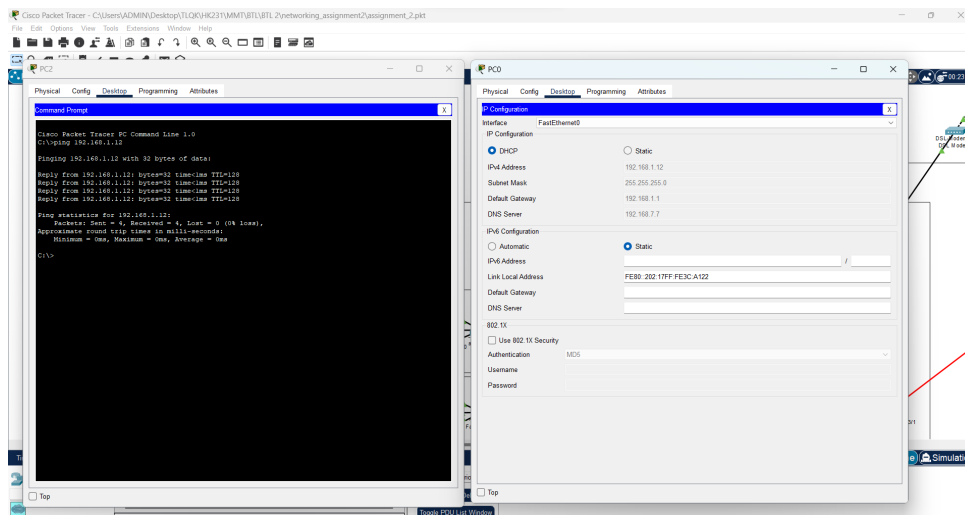 Cisco Packet Tracer - C:\Users\ADMIN\Desktop\TLQK\HK231\MMT\BTL\BTL 2\networking_assignment2\assignment_2.pkt
File Edit Options View Tools Extensions Window Help
PC2
Physical Config Desktop Programming Attributes
Command Prompt X
Cisco Packet Tracer PC Command Line 1.0
C:\>ping 192.168.1.12
Pinging 192.168.1.12 with 32 bytes of data:
Reply from 192.168.1.12: bytes=32 time<1ms TTL=128
Reply from 192.168.1.12: bytes=32 time<1ms TTL=128
Reply from 192.168.1.12: bytes=32 time<1ms TTL=128
Reply from 192.168.1.12: bytes=32 time<1ms TTL=128
Ping statistics for 192.168.1.12:
Packets: Sent = 4, Received = 4, Lost = 0 (0% loss),
Approximate round trip times in milli-seconds:
Minimum = 0ms, Maximum = 0ms, Average = 0ms
C:\>
Top
PC0
Physical Config Desktop Programming Attributes
IP Configuration X
Interface FastEthernet0
IP Configuration
DHCP Static
IPv4 Address 192.168.1.12
Subnet Mask 255.255.255.0
Default Gateway 192.168.1.1
DNS Server 192.168.7.7
IPv6 Configuration
Automatic Static
IPv6 Address /
Link Local Address FE80::202:17FF:FE3C:A122
Default Gateway
DNS Server
802.1X
Use 802.1X Security
Authentication MD5
Username
Password
Top
00:23
Toggle PDU List Window